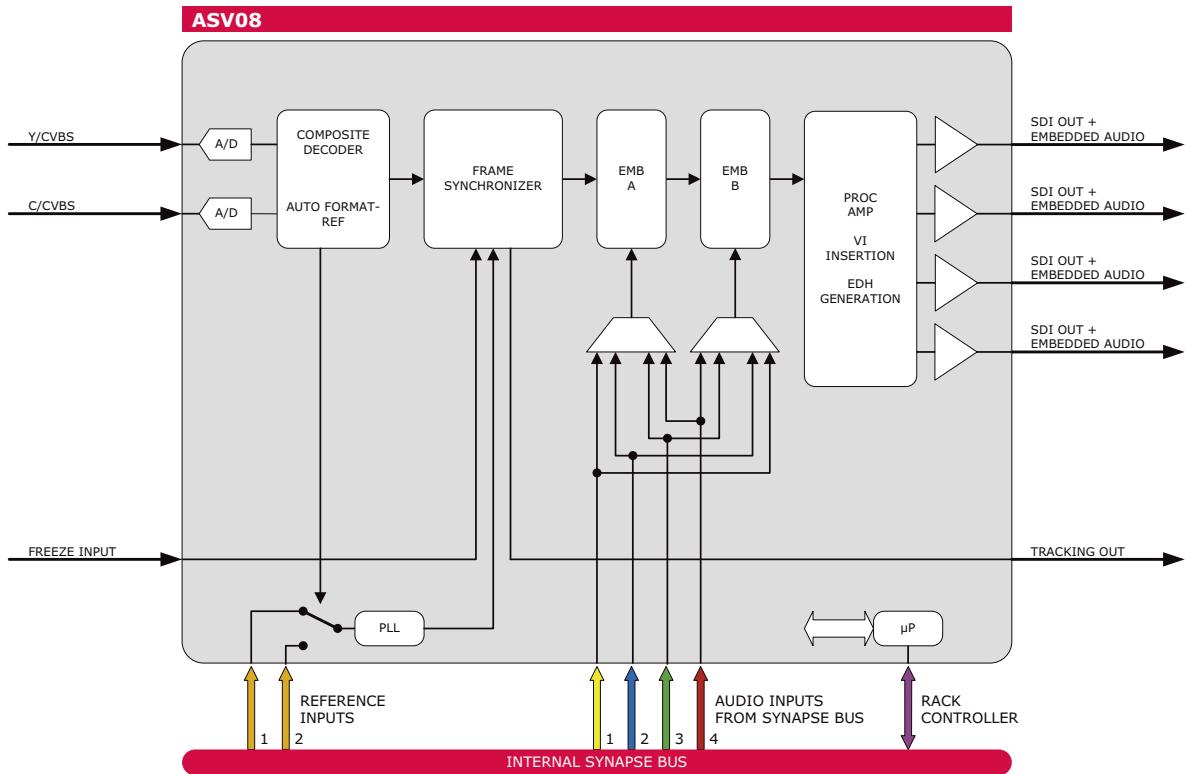 ASV08
Y/CVBS
A/D
C/CVBS
A/D
COMPOSITE
DECODER
AUTO FORMAT-
REF
FRAME
SYNCHRONIZER
EMB
A
EMB
B
PROC
AMP
VI
INSERTION
EDH
GENERATION
SDI OUT +
EMBEDDED AUDIO
SDI OUT +
EMBEDDED AUDIO
SDI OUT +
EMBEDDED AUDIO
SDI OUT +
EMBEDDED AUDIO
FREEZE INPUT
TRACKING OUT
PLL
µP
REFERENCE
INPUTS
1
2
AUDIO INPUTS
FROM SYNAPSE BUS
1
2
3
4
RACK
CONTROLLER
INTERNAL SYNAPSE BUS